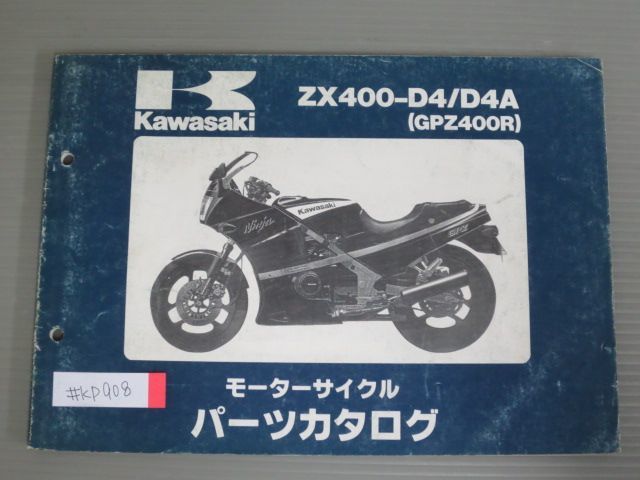 Kawasaki
ZX400-D4/D4A
(GPZ400R)
Kawasaki
Ninja
#KP908
モーターサイクル
パーツカタログ